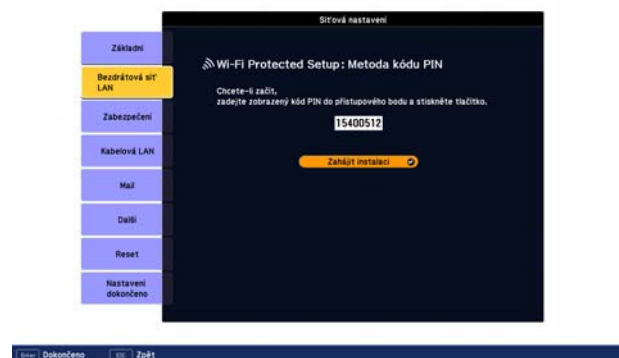 Síťová nastavení
Základní
Wi-Fi Protected Setup: Metoda kódu PIN
Bezdrátová síť
LAN
Chcete-li začít,
zadejte zobrazený kód PIN do přístupového bodu a stiskněte tlačítko.
Zabezpečení
15400512
Kabelová LAN
Zahájit instalaci
Mail
Další
Reset
Nastavení
dokončeno
Enter Dokončeno
ESC Zpět